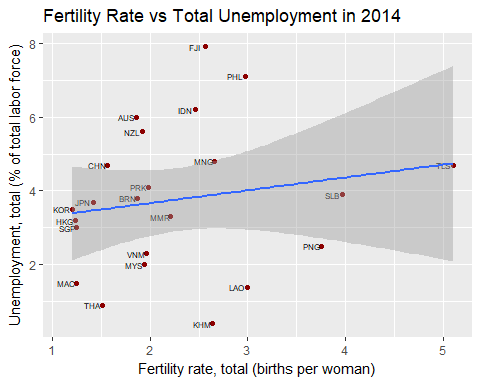 Fertility Rate vs Total Unemployment in 2014
Unemployment, total (% of total labor force)
8
6
4
2
FJI
PHL
IDN
AUS
NZL
CHN
MNG
TLS
PRK
BRN
SLB
JPN
KOR
MMR
HKG
SGP
PNG
VNM
MYS
MAC
LAO
THA
KHM
1
2
3
4
5
Fertility rate, total (births per woman)